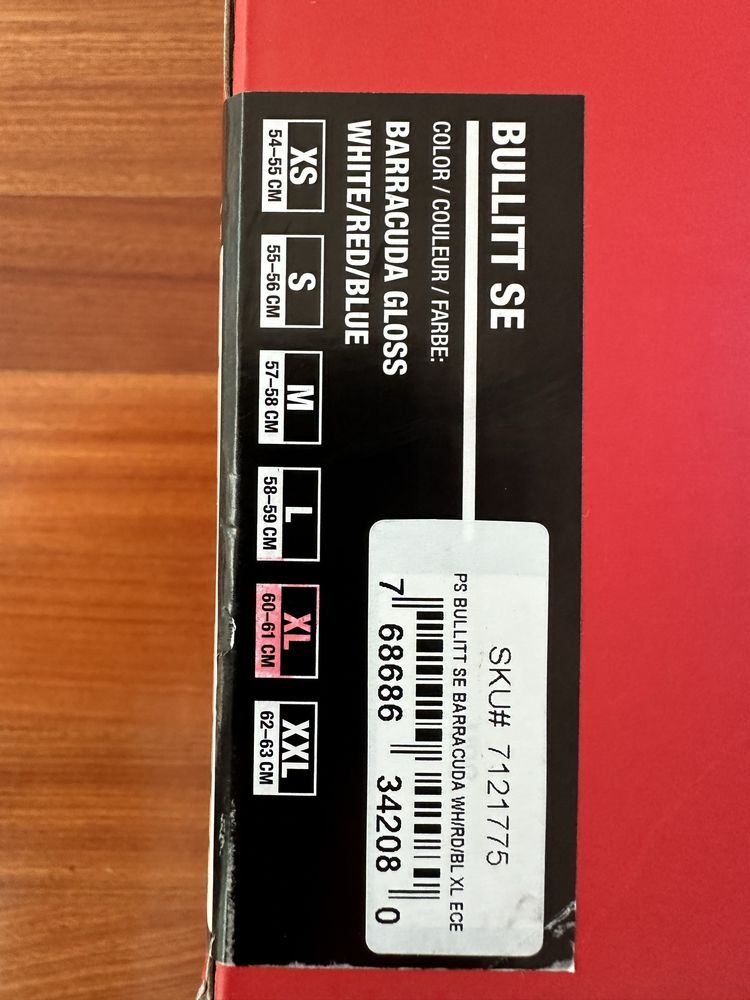 BULLITT SE
COLOR / COULEUR / FARBE:
BARRACUDA GLOSS
WHITE/RED/BLUE
XS
54–55 CM
S
55–56 CM
M
57–58 CM
L
58–59 CM
XL
60–61 CM
XXL
62–63 CM
SKU# 7121775
PS BULLITT SE BARRACUDA WH/RD/BL XL ECE
7 68686 34208 0